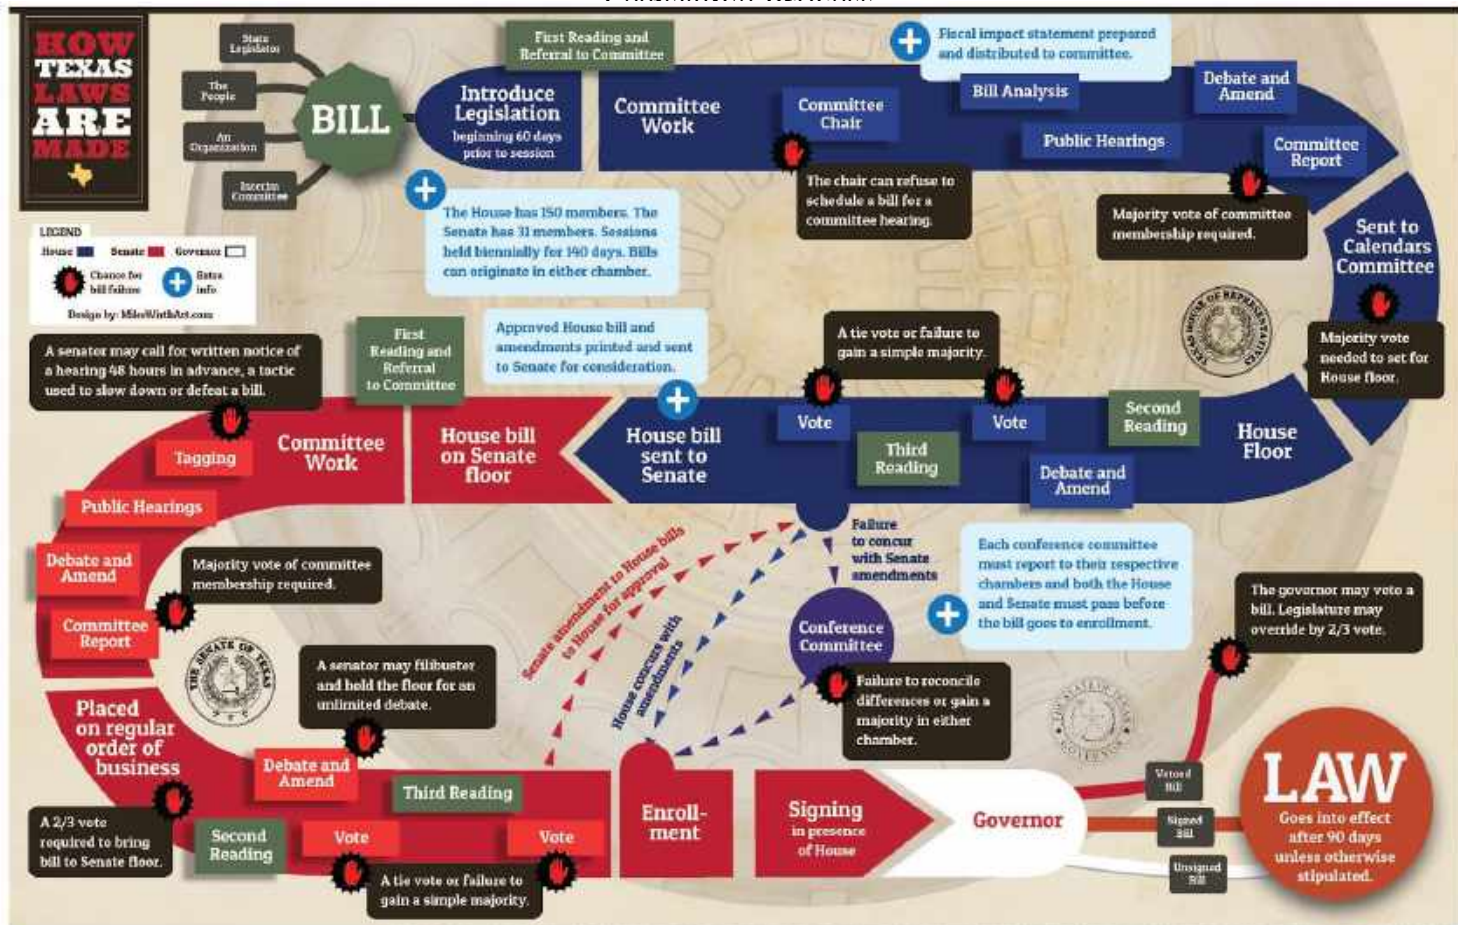 HOW
TEXAS
LAWS
ARE
MADE
State
Legislator
The
People
An
Organization
Interim
Committee
BILL
First Reading and
Referral to Committee
Introduce
Legislation
beginning 60 days
prior to session
Committee
Work
Committee
Chair
Fiscal impact statement prepared
and distributed to committee.
Bill Analysis
Debate and
Amend
Public Hearings
Committee
Report
The chair can refuse to
schedule a bill for a
committee hearing.
Majority vote of committee
membership required.
Sent to
Calendars
Committee
The House has 150 members. The
Senate has 31 members. Sessions
held biennially for 140 days. Bills
can originate in either chamber.
LEGEND
House
Senate
Governor
Chance for
bill failure
Extra
info
Design by: MilesWithArt.com
TEXAS HOUSE OF REPRESENTATIVES
Majority vote
needed to set for
House floor.
A senator may call for written notice of
a hearing 48 hours in advance, a tactic
used to slow down or defeat a bill.
First
Reading and
Referral
to Committee
Approved House bill and
amendments printed and sent
to Senate for consideration.
A tie vote or failure to
gain a simple majority.
Tagging
Committee
Work
House bill
on Senate
floor
House bill
sent to
Senate
Vote
Third
Reading
Vote
Debate and
Amend
Second
Reading
House
Floor
Public Hearings
Debate and
Amend
Committee
Report
Majority vote of committee
membership required.
THE SENATE OF TEXAS
Senate amendment to House bills
to House for approval
House concurs with
amendments
Failure
to concur
with Senate
amendments
Conference
Committee
Each conference committee
must report to their respective
chambers and both the House
and Senate must pass before
the bill goes to enrollment.
Failure to reconcile
differences or gain a
majority in either
chamber.
The governor may veto a
bill. Legislature may
override by 2/3 vote.
THE STATE OF TEXAS
GOVERNOR
Placed
on regular
order of
business
A senator may filibuster
and hold the floor for an
unlimited debate.
Debate and
Amend
Third Reading
A 2/3 vote
required to bring
bill to Senate floor.
Second
Reading
Vote
Vote
A tie vote or failure to
gain a simple majority.
Enroll-
ment
Signing
in presence
of House
Governor
Vetoed
Bill
Signed
Bill
Unsigned
Bill
LAW
Goes into effect
after 90 days
unless otherwise
stipulated.